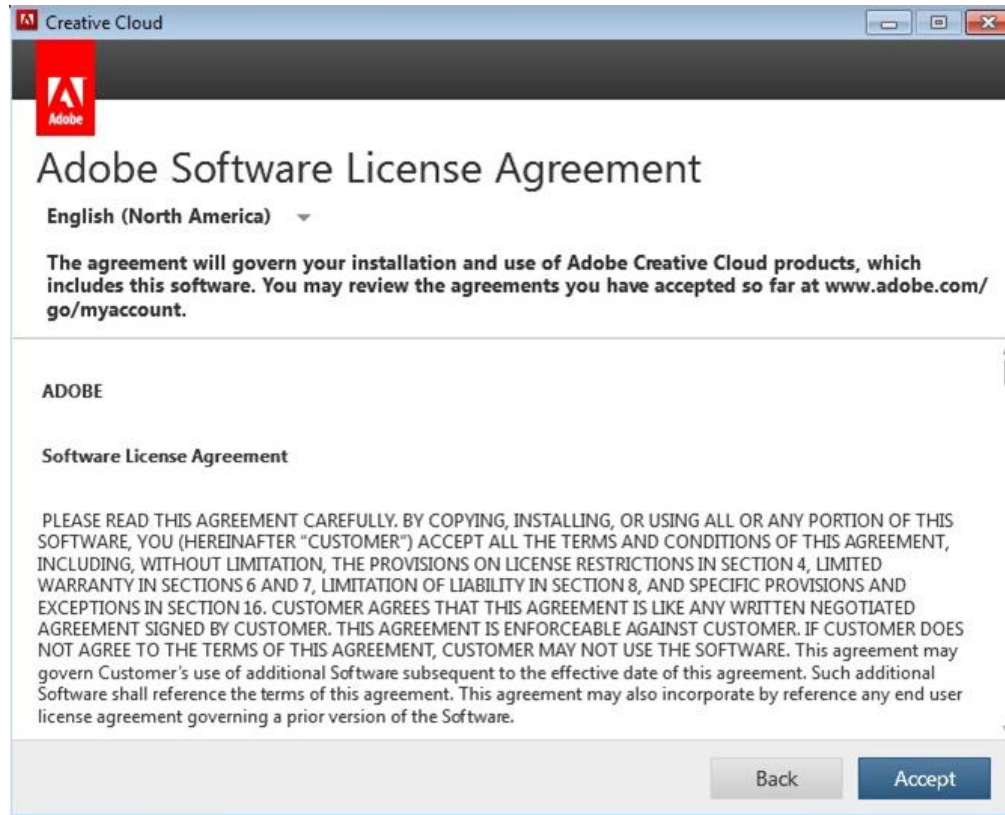 Creative Cloud
Adobe
Adobe Software License Agreement
English (North America)
The agreement will govern your installation and use of Adobe Creative Cloud products, which
includes this software. You may review the agreements you have accepted so far at www.adobe.com/
go/myaccount.
ADOBE
Software License Agreement
PLEASE READ THIS AGREEMENT CAREFULLY. BY COPYING, INSTALLING, OR USING ALL OR ANY PORTION OF THIS
SOFTWARE, YOU (HEREINAFTER “CUSTOMER”) ACCEPT ALL THE TERMS AND CONDITIONS OF THIS AGREEMENT,
INCLUDING, WITHOUT LIMITATION, THE PROVISIONS ON LICENSE RESTRICTIONS IN SECTION 4, LIMITED
WARRANTY IN SECTIONS 6 AND 7, LIMITATION OF LIABILITY IN SECTION 8, AND SPECIFIC PROVISIONS AND
EXCEPTIONS IN SECTION 16. CUSTOMER AGREES THAT THIS AGREEMENT IS LIKE ANY WRITTEN NEGOTIATED
AGREEMENT SIGNED BY CUSTOMER. THIS AGREEMENT IS ENFORCEABLE AGAINST CUSTOMER. IF CUSTOMER DOES
NOT AGREE TO THE TERMS OF THIS AGREEMENT, CUSTOMER MAY NOT USE THE SOFTWARE. This agreement may
govern Customer’s use of additional Software subsequent to the effective date of this agreement. Such additional
Software shall reference the terms of this agreement. This agreement may also incorporate by reference any end user
license agreement governing a prior version of the Software.
Back
Accept